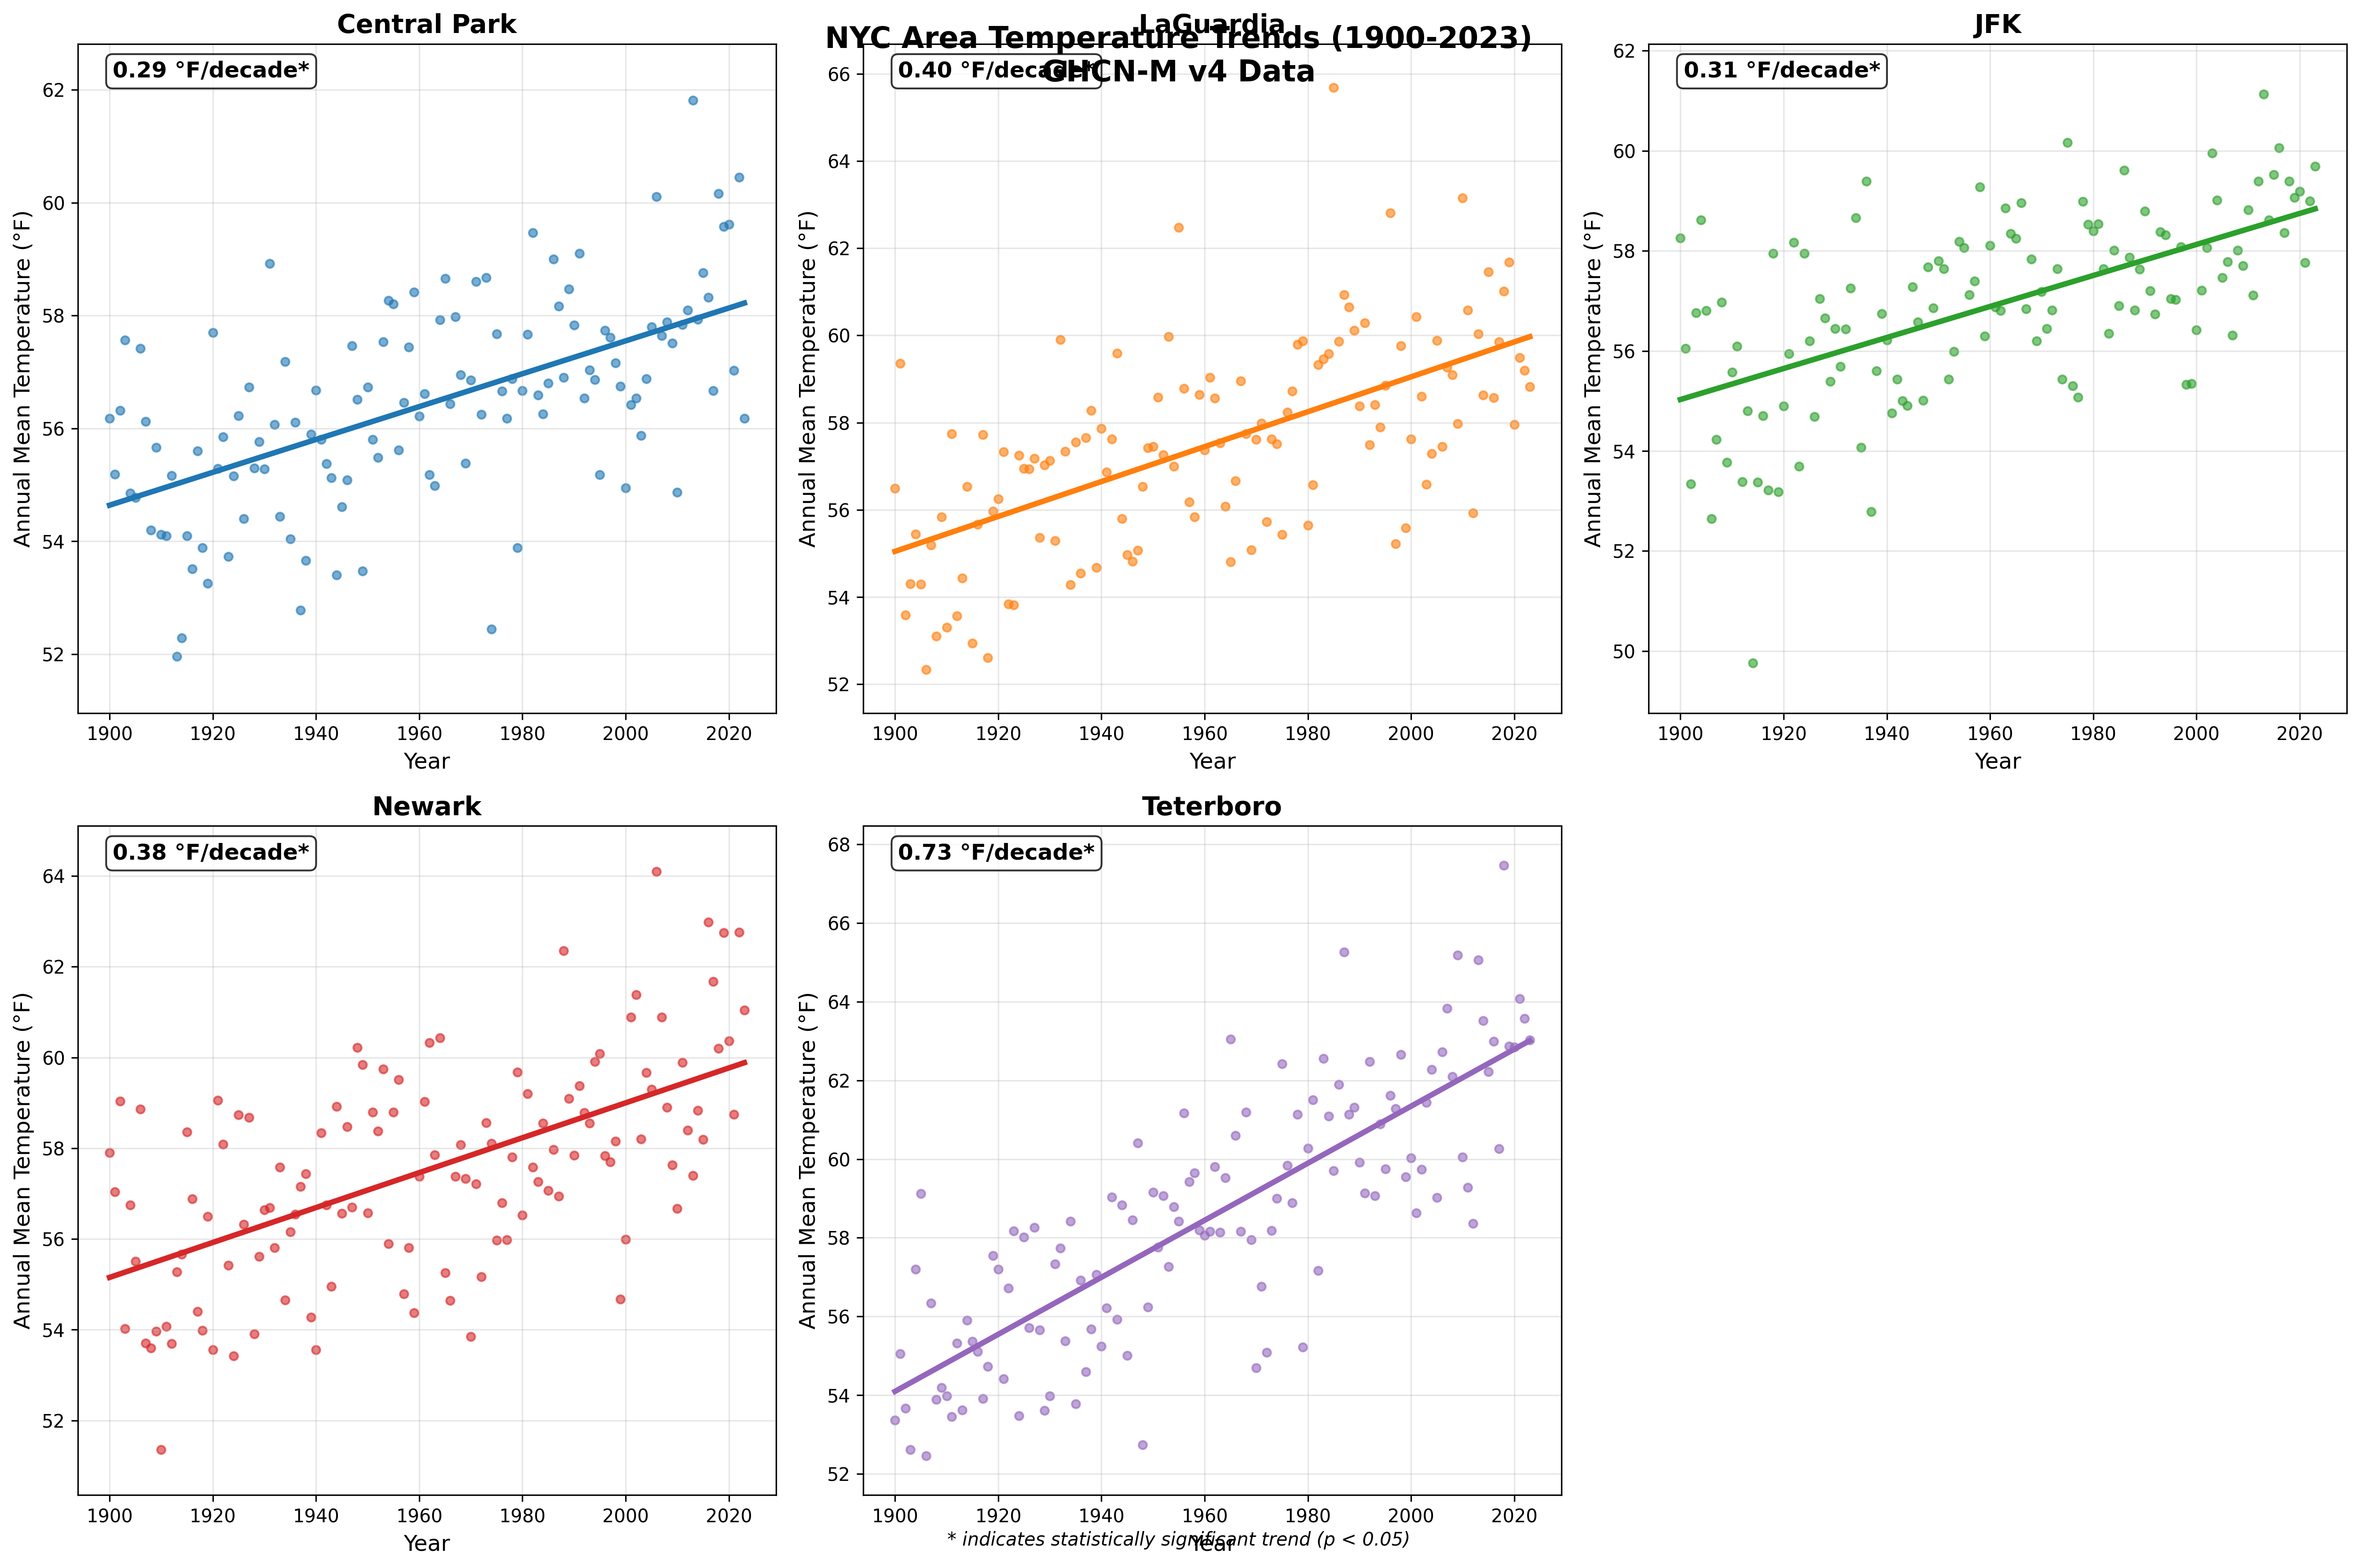 NYC Area Temperature Trends (1900-2023)
GHCN-M v4 Data
Central Park
0.29 °F/decade*
Annual Mean Temperature (°F)
62
60
58
56
54
52
1900 1920 1940 1960 1980 2000 2020
Year
LaGuardia
0.40 °F/decade*
Annual Mean Temperature (°F)
66
64
62
60
58
56
54
52
1900 1920 1940 1960 1980 2000 2020
Year
JFK
0.31 °F/decade*
Annual Mean Temperature (°F)
62
60
58
56
54
52
50
1900 1920 1940 1960 1980 2000 2020
Year
Newark
0.38 °F/decade*
Annual Mean Temperature (°F)
64
62
60
58
56
54
52
1900 1920 1940 1960 1980 2000 2020
Year
Teterboro
0.73 °F/decade*
Annual Mean Temperature (°F)
68
66
64
62
60
58
56
54
52
1900 1920 1940 1960 1980 2000 2020
Year
* indicates statistically significant trend (p < 0.05)